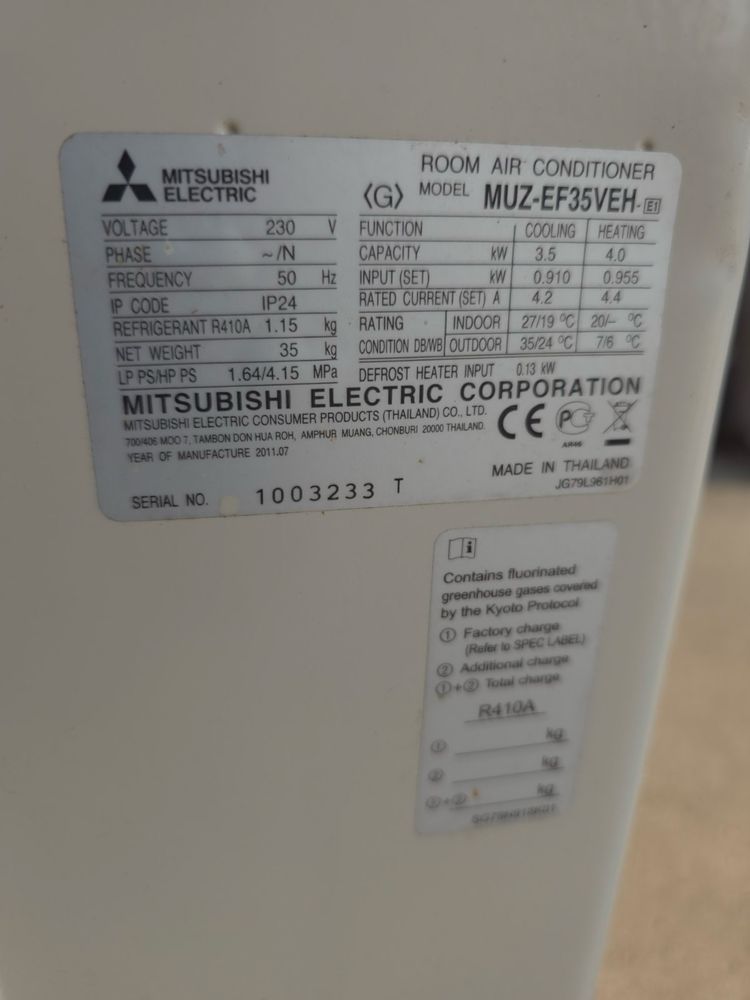 MITSUBISHI
ELECTRIC
ROOM AIR CONDITIONER
⟨G⟩ MODEL MUZ-EF35VEH-E1
VOLTAGE 230 V
PHASE ~/N
FREQUENCY 50 Hz
IP CODE IP24
REFRIGERANT R410A 1.15 kg
NET WEIGHT 35 kg
LP PS/HP PS 1.64/4.15 MPa
FUNCTION COOLING HEATING
CAPACITY kW 3.5 4.0
INPUT (SET) kW 0.910 0.955
RATED CURRENT (SET) A 4.2 4.4
RATING INDOOR 27/19 ºC 20/– ºC
CONDITION DB/WB OUTDOOR 35/24 ºC 7/6 ºC
DEFROST HEATER INPUT 0.13 kW
MITSUBISHI ELECTRIC CORPORATION
MITSUBISHI ELECTRIC CONSUMER PRODUCTS (THAILAND) CO., LTD.
700/406 MOO 7, TAMBON DON HUA ROH, AMPHUR MUANG, CHONBURI 20000 THAILAND.
YEAR OF MANUFACTURE 2011.07
CE
АЯ46
MADE IN THAILAND
JG79L961H01
SERIAL NO. 1003233 T
Contains fluorinated
greenhouse gases covered
by the Kyoto Protocol
① Factory charge
(Refer to SPEC LABEL)
② Additional charge
①+② Total charge
R410A
① kg
② kg
①+② kg